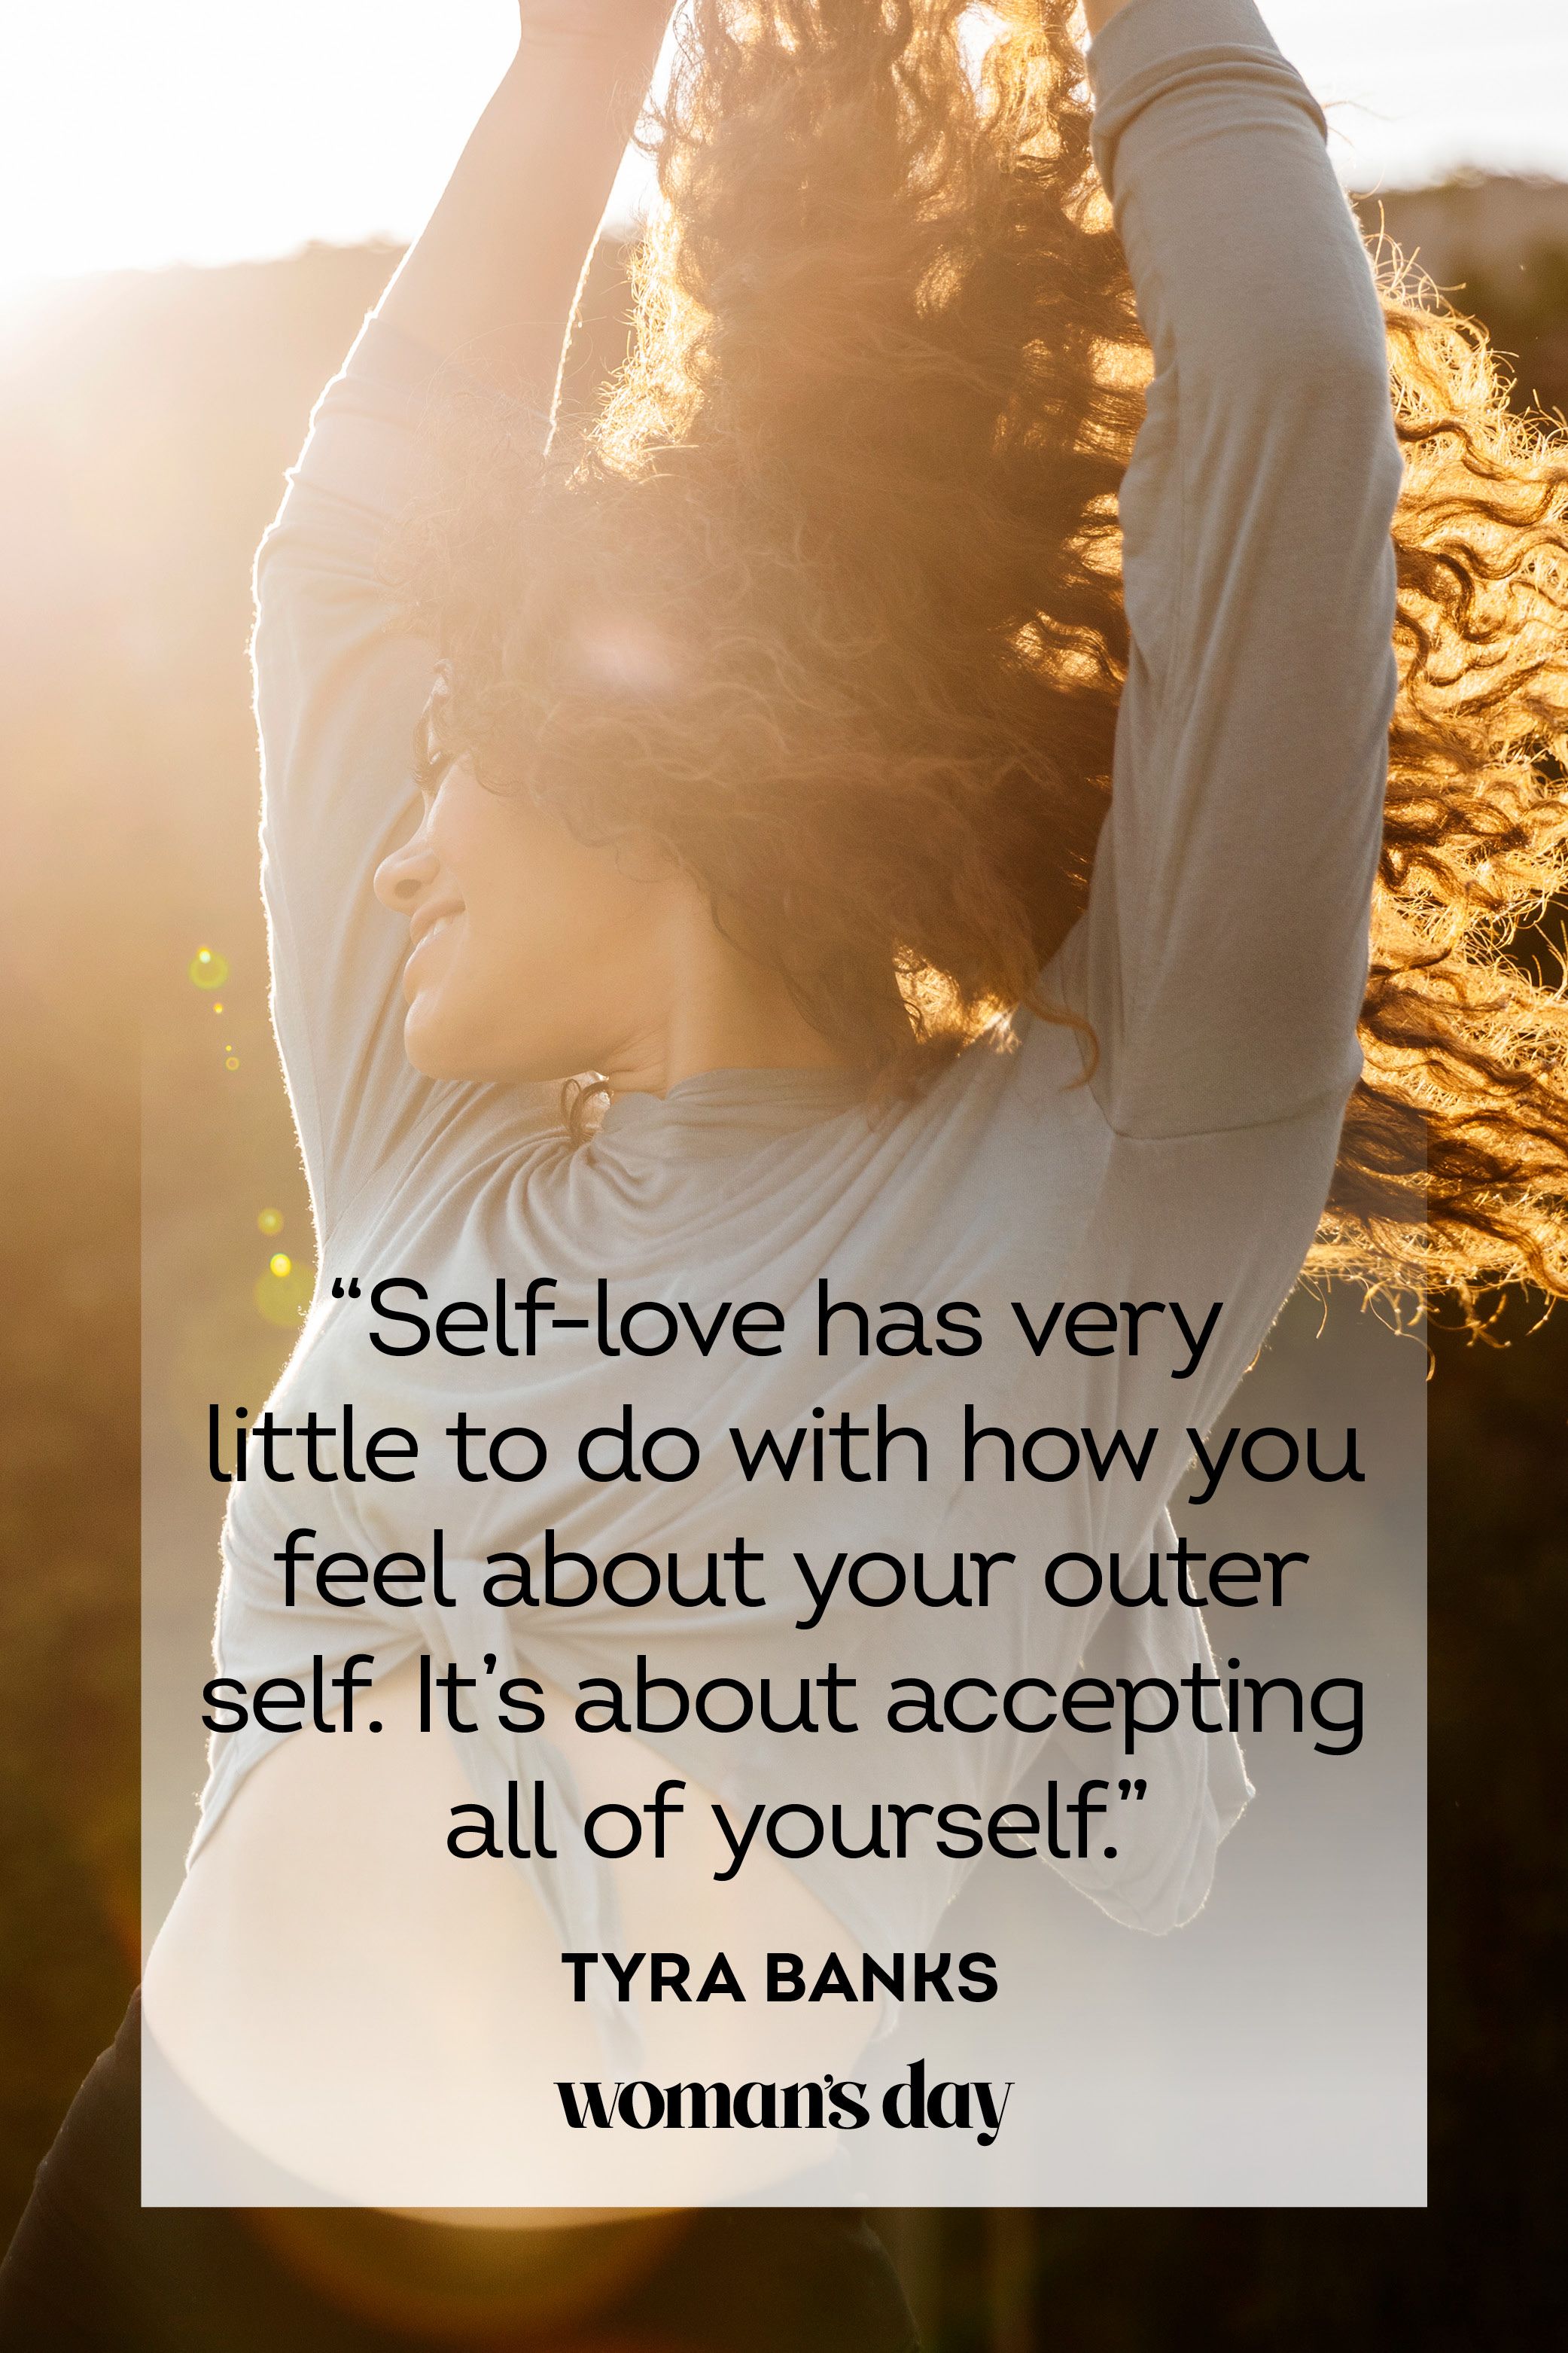 “Self-love has very
little to do with how you
feel about your outer
self. It’s about accepting
all of yourself.”
TYRA BANKS
woman’s day